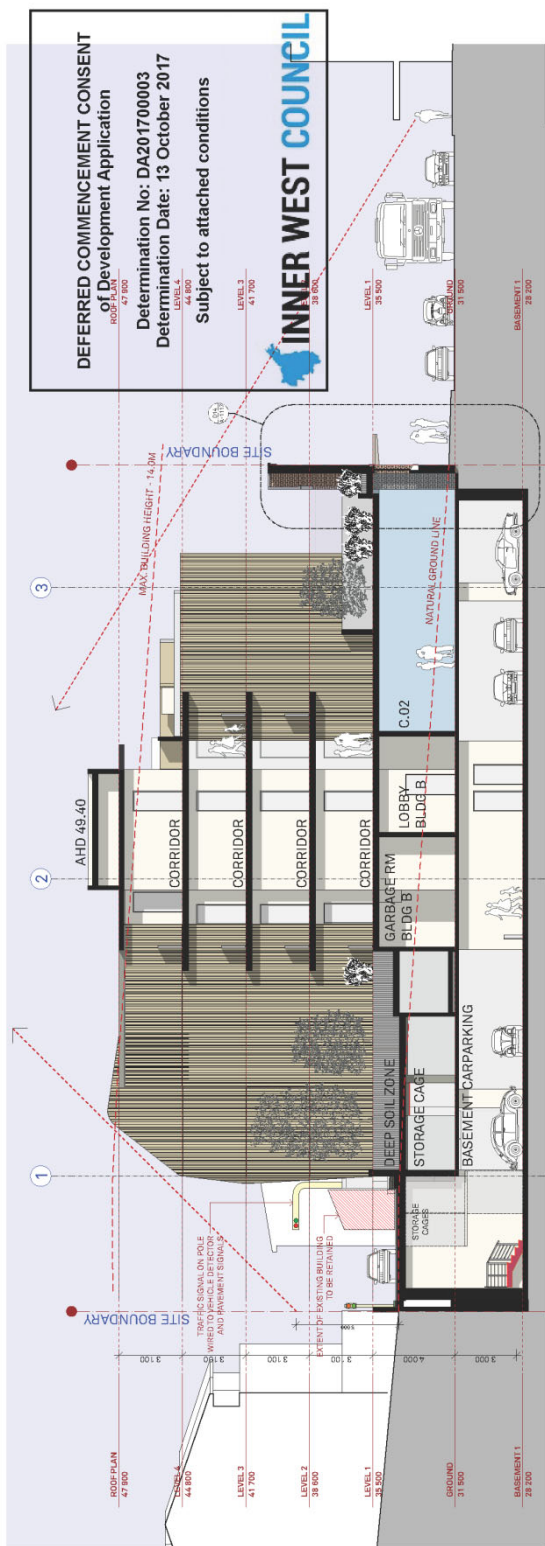 DEFERRED COMMENCEMENT CONSENT
of Development Application
Determination No: DA201700003
Determination Date: 13 October 2017
Subject to attached conditions
INNER WEST COUNCIL
ROOF PLAN
47 900
LEVEL 4
44 800
LEVEL 3
41 700
LEVEL 2
38 600
LEVEL 1
35 500
GROUND
31 500
BASEMENT 1
28 200
SITE BOUNDARY
1
2
3
SITE BOUNDARY
MAX. BUILDING HEIGHT - 14.0M
AHD 49.40
CORRIDOR
CORRIDOR
CORRIDOR
CORRIDOR
TRAFFIC SIGNAL ON POLE
WIRED TO VEHICLE DETECTOR
AND PAVEMENT SIGNALS
EXTENT OF EXISTING BUILDING
TO BE RETAINED
3 100
3 100
3 100
3 100
4 000
3 000
DEEP SOIL ZONE
STORAGE CAGE
STORAGE
CAGES
BASEMENT CARPARKING
GARBAGE RM
BLDG B
LOBBY
BLDG B
C.02
NATURAL GROUND LINE
ROOF PLAN
47 900
LEVEL 4
44 800
LEVEL 3
41 700
38 600
LEVEL 1
35 500
GROUND
31 500
BASEMENT 1
28 200